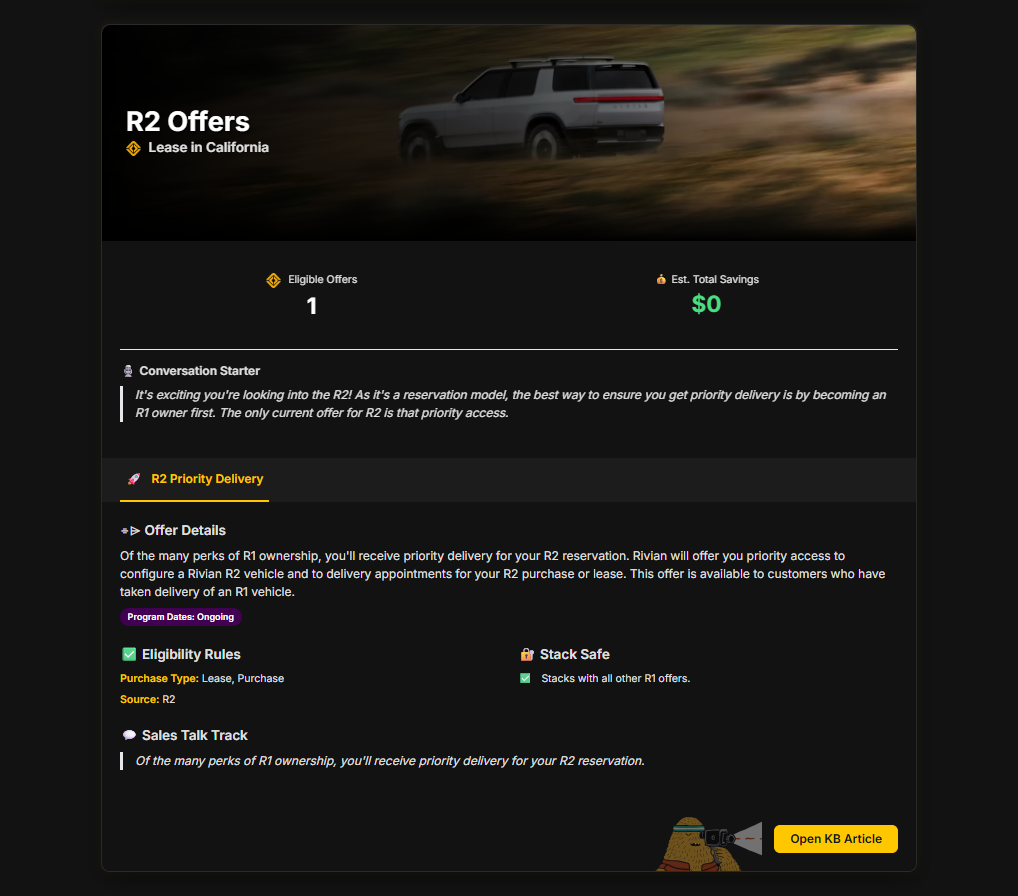 R2 Offers
Lease in California
Eligible Offers
1
Est. Total Savings
$0
Conversation Starter
It's exciting you're looking into the R2! As it's a reservation model, the best way to ensure you get priority delivery is by becoming an
R1 owner first. The only current offer for R2 is that priority access.
R2 Priority Delivery
Offer Details
Of the many perks of R1 ownership, you'll receive priority delivery for your R2 reservation. Rivian will offer you priority access to
configure a Rivian R2 vehicle and to delivery appointments for your R2 purchase or lease. This offer is available to customers who have
taken delivery of an R1 vehicle.
Program Dates: Ongoing
Eligibility Rules
Purchase Type: Lease, Purchase
Source: R2
Stack Safe
Stacks with all other R1 offers.
Sales Talk Track
Of the many perks of R1 ownership, you'll receive priority delivery for your R2 reservation.
Open KB Article